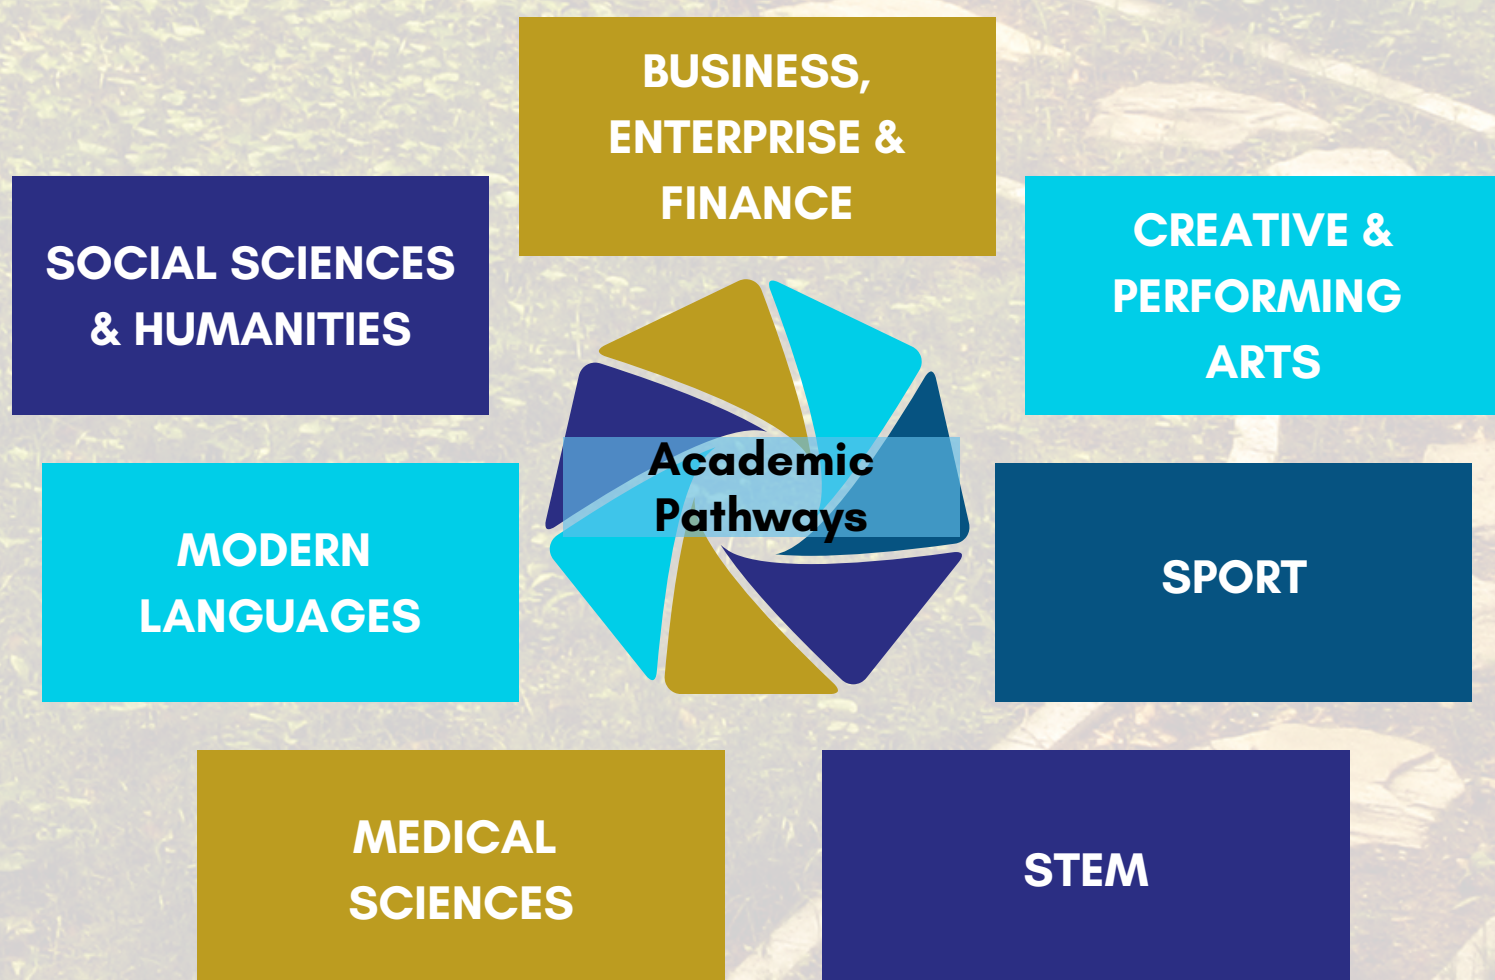 BUSINESS,
ENTERPRISE &
FINANCE
SOCIAL SCIENCES
& HUMANITIES
CREATIVE &
PERFORMING
ARTS
Academic
Pathways
MODERN
LANGUAGES
SPORT
MEDICAL
SCIENCES
STEM